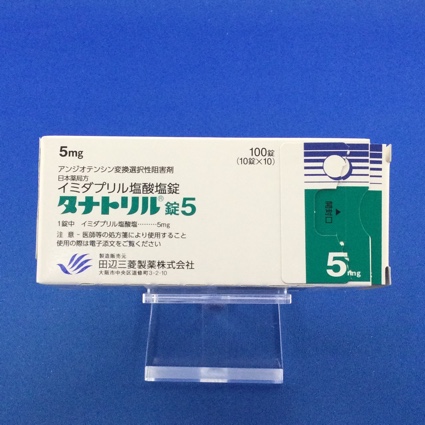 5mg
100錠
(10錠×10)
アンジオテンシン変換選択性阻害剤
日本薬局方
イミダプリル塩酸塩錠
タナトリル®錠5
1錠中 イミダプリル塩酸塩………5mg
注意-医師等の処方箋により使用すること
使用の際は電子添文をご覧ください
製造販売元
田辺三菱製薬株式会社
大阪市中央区道修町3-2-10
開封口
5mg